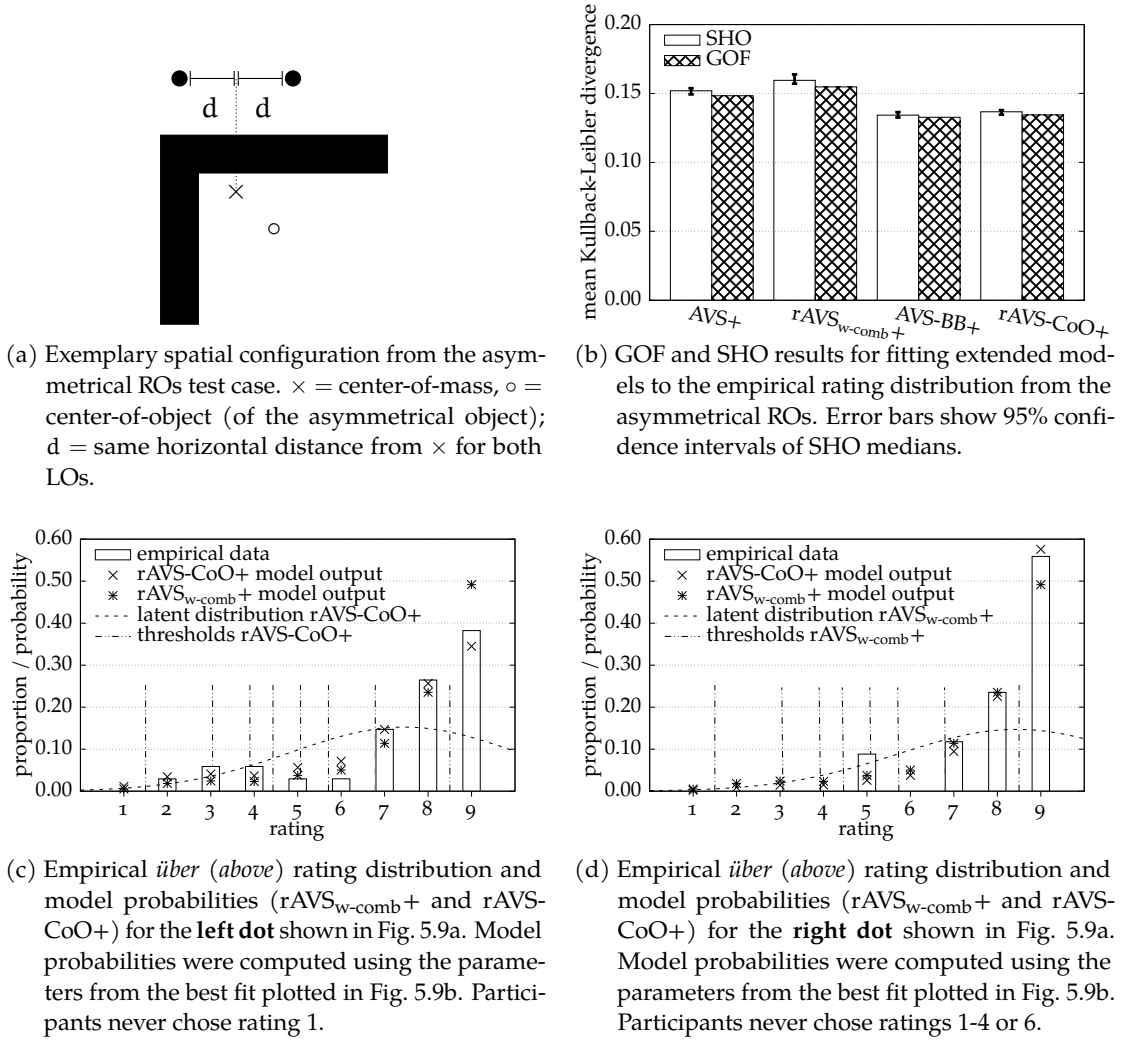 d d
(a) Exemplary spatial configuration from the asym-
metrical ROs test case. × = center-of-mass, ○ =
center-of-object (of the asymmetrical object);
d = same horizontal distance from × for both
LOs.
mean Kullback-Leibler divergence
0.20
0.15
0.10
0.05
0.00
SHO
GOF
AVS+
rAVSw-comb+
AVS-BB+
rAVS-CoO+
(b) GOF and SHO results for fitting extended mod-
els to the empirical rating distribution from the
asymmetrical ROs. Error bars show 95% confi-
dence intervals of SHO medians.
proportion / probability
0.60
0.50
0.40
0.30
0.20
0.10
0.00
empirical data
rAVS-CoO+ model output
rAVSw-comb+ model output
latent distribution rAVS-CoO+
thresholds rAVS-CoO+
1 2 3 4 5 6 7 8 9
rating
(c) Empirical über (above) rating distribution and
model probabilities (rAVSw-comb+ and rAVS-
CoO+) for the left dot shown in Fig. 5.9a. Model
probabilities were computed using the parame-
ters from the best fit plotted in Fig. 5.9b. Partici-
pants never chose rating 1.
proportion / probability
0.60
0.50
0.40
0.30
0.20
0.10
0.00
empirical data
rAVS-CoO+ model output
rAVSw-comb+ model output
latent distribution rAVSw-comb+
thresholds rAVSw-comb+
1 2 3 4 5 6 7 8 9
rating
(d) Empirical über (above) rating distribution and
model probabilities (rAVSw-comb+ and rAVS-
CoO+) for the right dot shown in Fig. 5.9a.
Model probabilities were computed using the
parameters from the best fit plotted in Fig. 5.9b.
Participants never chose ratings 1-4 or 6.